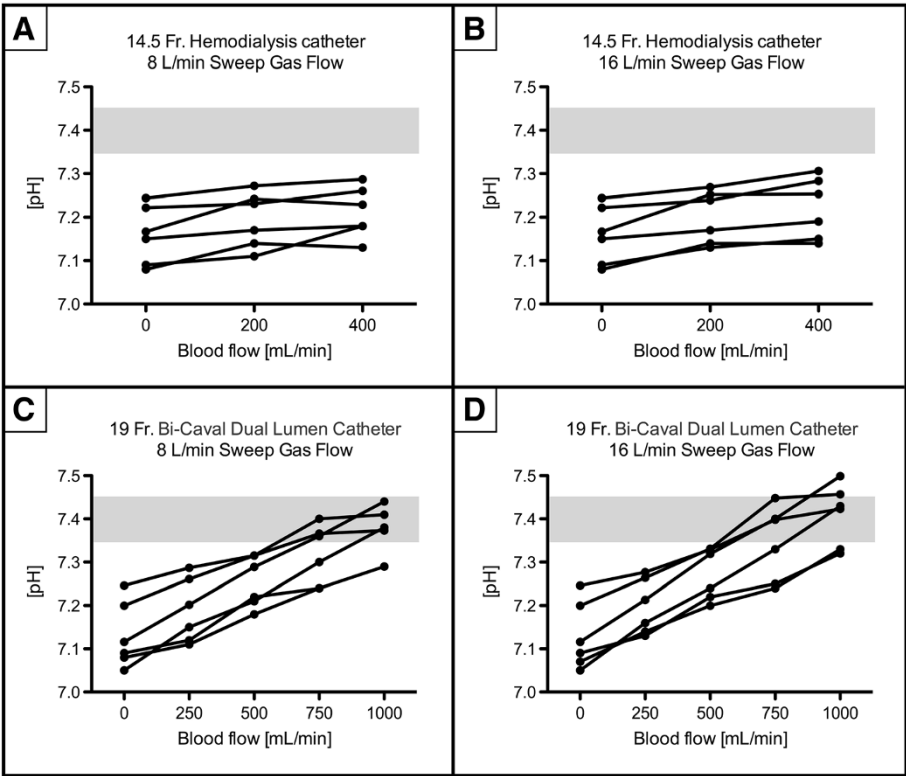 A
14.5 Fr. Hemodialysis catheter
8 L/min Sweep Gas Flow
7.5
7.4
7.3
7.2
7.1
7.0
[pH]
0 200 400
Blood flow [mL/min]
B
14.5 Fr. Hemodialysis catheter
16 L/min Sweep Gas Flow
7.5
7.4
7.3
7.2
7.1
7.0
[pH]
0 200 400
Blood flow [mL/min]
C
19 Fr. Bi-Caval Dual Lumen Catheter
8 L/min Sweep Gas Flow
7.5
7.4
7.3
7.2
7.1
7.0
[pH]
0 250 500 750 1000
Blood flow [mL/min]
D
19 Fr. Bi-Caval Dual Lumen Catheter
16 L/min Sweep Gas Flow
7.5
7.4
7.3
7.2
7.1
7.0
[pH]
0 250 500 750 1000
Blood flow [mL/min]